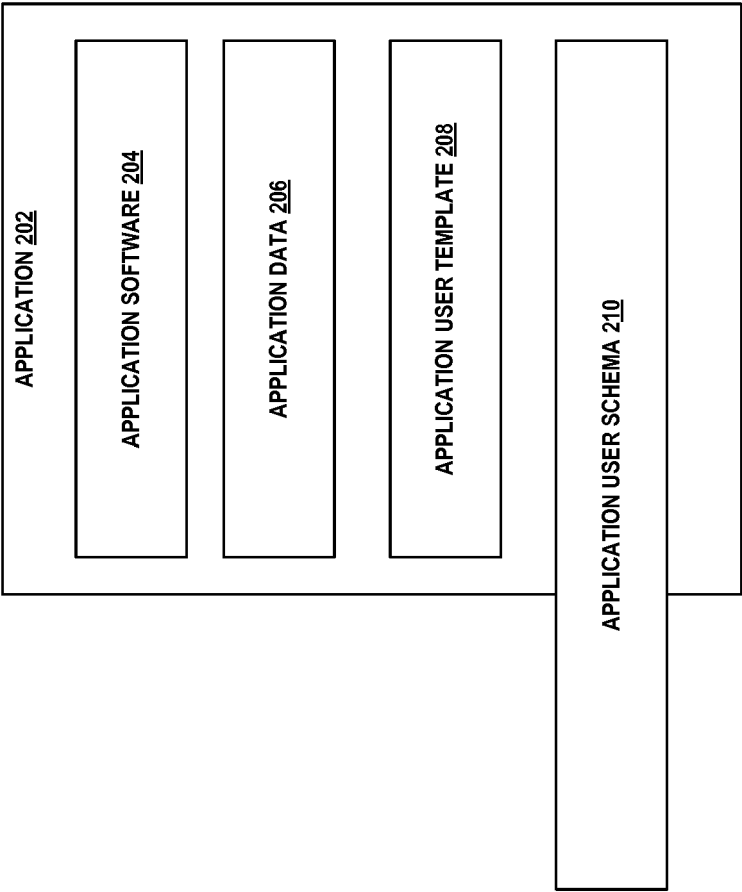 APPLICATION 202
APPLICATION SOFTWARE 204
APPLICATION DATA 206
APPLICATION USER TEMPLATE 208
APPLICATION USER SCHEMA 210